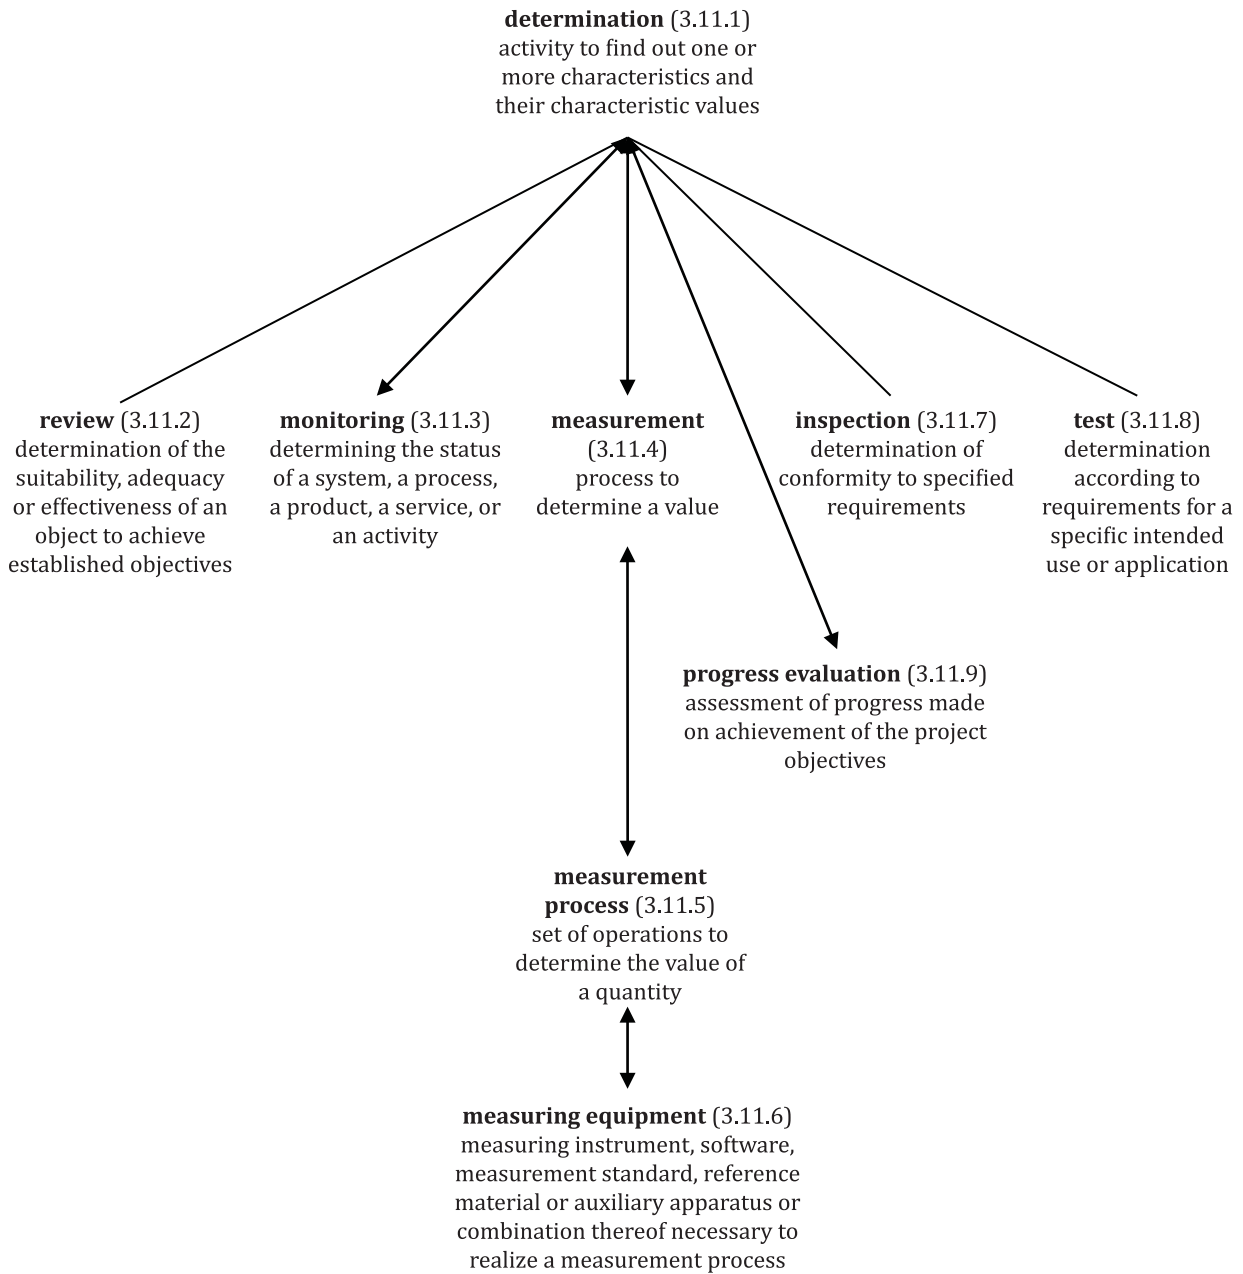 determination (3.11.1)
activity to find out one or
more characteristics and
their characteristic values
review (3.11.2)
determination of the
suitability, adequacy
or effectiveness of an
object to achieve
established objectives
monitoring (3.11.3)
determining the status
of a system, a process,
a product, a service, or
an activity
measurement
(3.11.4)
process to
determine a value
inspection (3.11.7)
determination of
conformity to specified
requirements
test (3.11.8)
determination
according to
requirements for a
specific intended
use or application
progress evaluation (3.11.9)
assessment of progress made
on achievement of the project
objectives
measurement
process (3.11.5)
set of operations to
determine the value of
a quantity
measuring equipment (3.11.6)
measuring instrument, software,
measurement standard, reference
material or auxiliary apparatus or
combination thereof necessary to
realize a measurement process